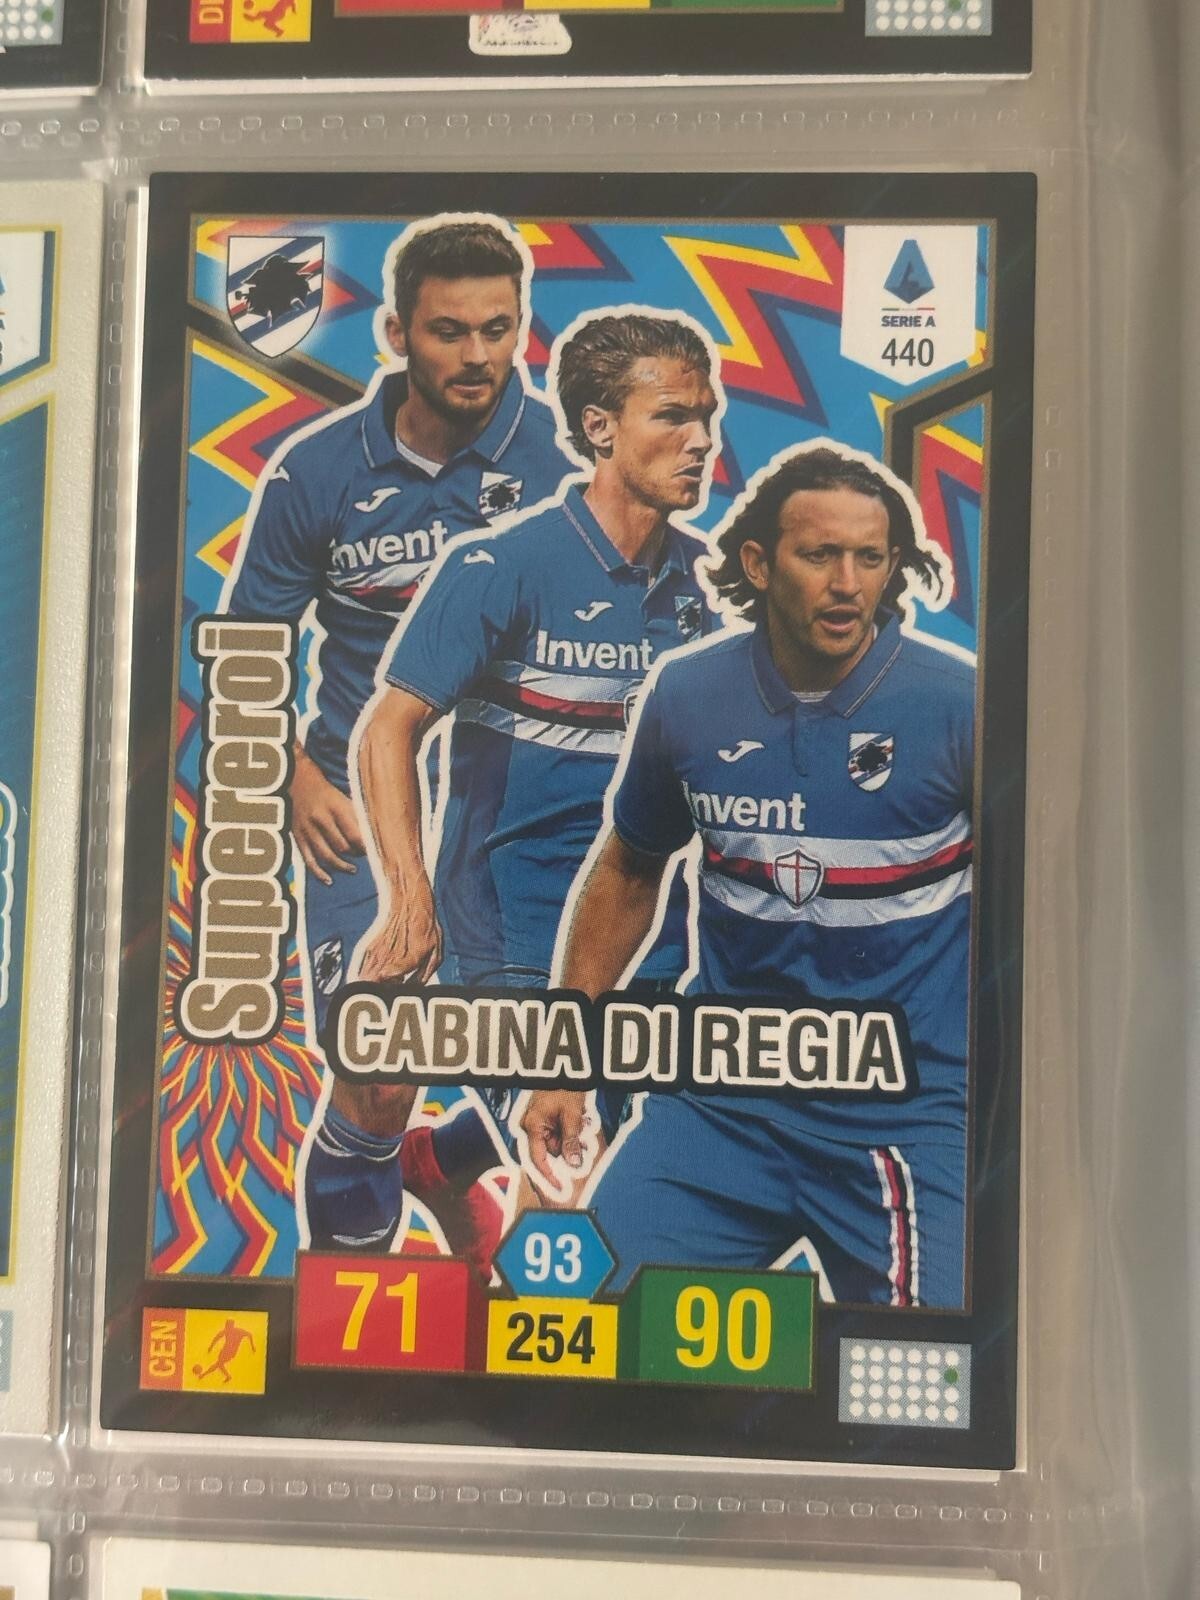 SERIE A
440
Invent
Invent
Invent
Supereroi
CABINA DI REGIA
93
71
254
90
CEN